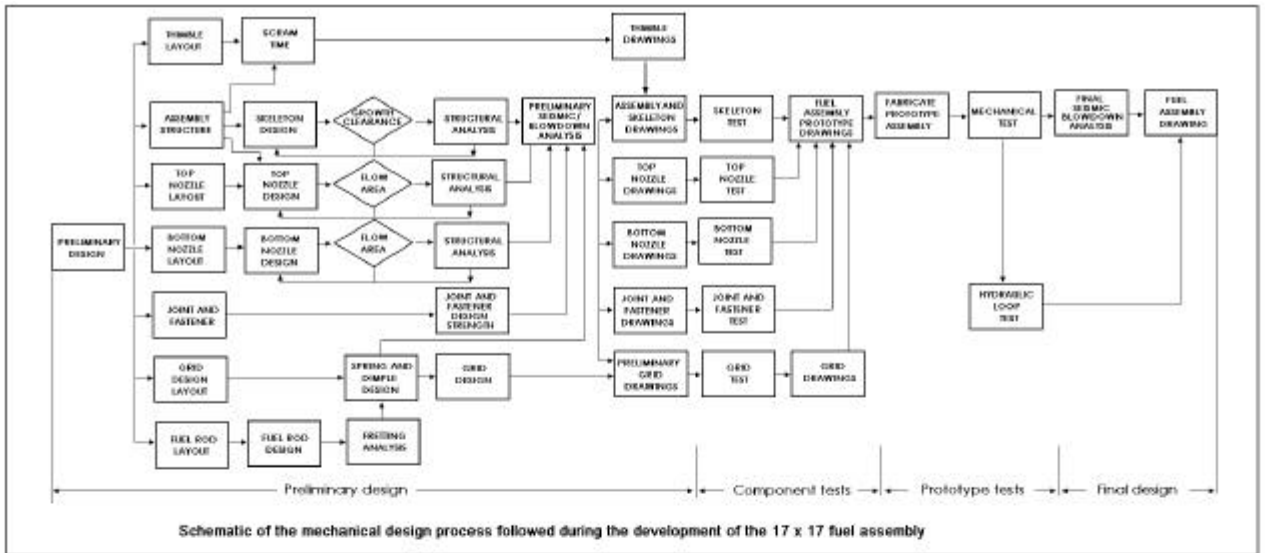 THIMBLE
LAYOUT
SCRAM
TIME
THIMBLE
DRAWINGS
ASSEMBLY
STRUCTURE
SKELETON
DESIGN
GROWTH
CLEARANCE
STRUCTURAL
ANALYSIS
PRELIMINARY
SEISMIC/
BLOWDOWN
ANALYSIS
ASSEMBLY AND
SKELETON
DRAWINGS
SKELETON
TEST
FUEL
ASSEMBLY
PROTOTYPE
DRAWINGS
FABRICATE
PROTOTYPE
ASSEMBLY
MECHANICAL
TEST
FINAL
SEISMIC
BLOWDOWN
ANALYSIS
FUEL
ASSEMBLY
DRAWING
TOP
NOZZLE
LAYOUT
TOP
NOZZLE
DESIGN
FLOW
AREA
STRUCTURAL
ANALYSIS
TOP
NOZZLE
DRAWINGS
TOP
NOZZLE
TEST
PRELIMINARY
DESIGN
BOTTOM
NOZZLE
LAYOUT
BOTTOM
NOZZLE
DESIGN
FLOW
AREA
STRUCTURAL
ANALYSIS
BOTTOM
NOZZLE
DRAWINGS
BOTTOM
NOZZLE
TEST
JOINT AND
FASTENER
JOINT AND
FASTENER
DESIGN
STRENGTH
JOINT AND
FASTENER
DRAWINGS
JOINT AND
FASTENER
TEST
HYDRAULIC
LOOP
TEST
GRID
DESIGN
LAYOUT
SPRING AND
DIMPLE
DESIGN
GRID
DESIGN
PRELIMINARY
GRID
DRAWINGS
GRID
TEST
GRID
DRAWINGS
FUEL ROD
LAYOUT
FUEL ROD
DESIGN
FRETTING
ANALYSIS
Preliminary design
Component tests
Prototype tests
Final design
Schematic of the mechanical design process followed during the development of the 17 x 17 fuel assembly